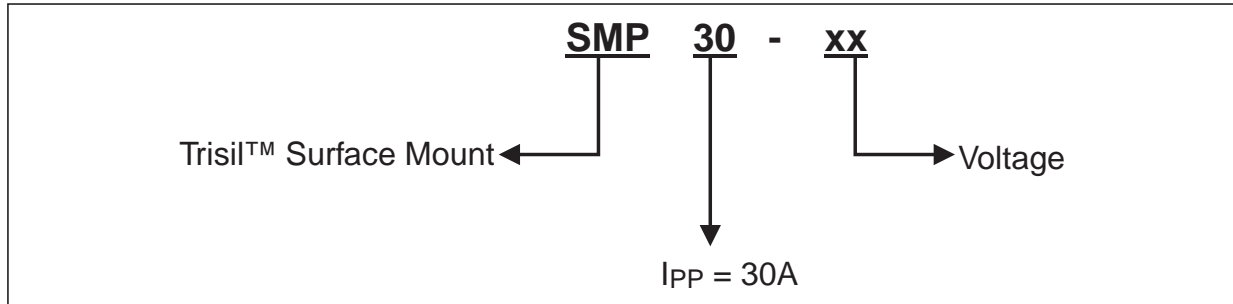 SMP 30 - xx
Trisil™ Surface Mount
Voltage
IPP = 30A